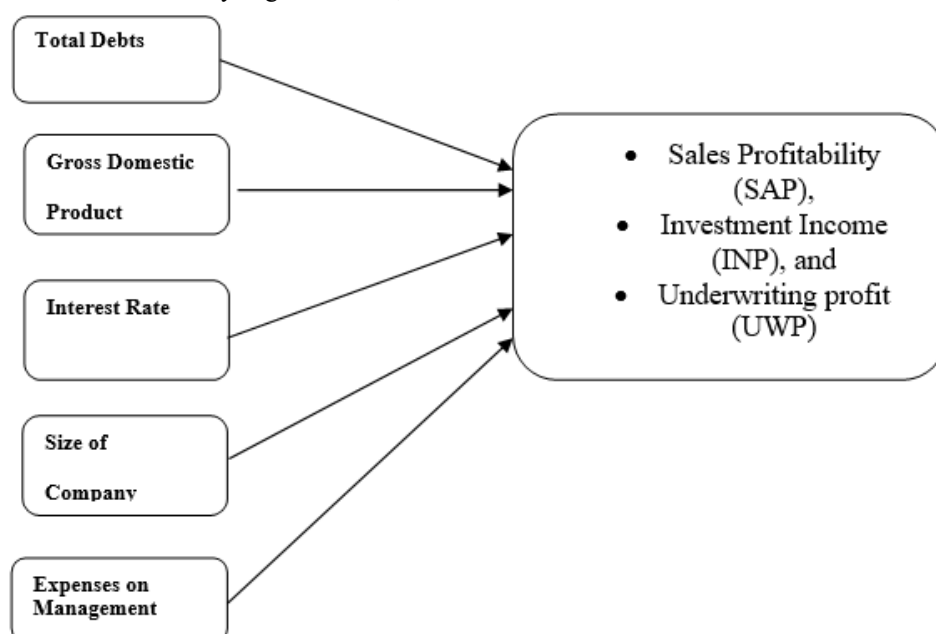 Total Debts
Gross Domestic
Product
Interest Rate
Size of
Company
Expenses on
Management
• Sales Profitability
(SAP),
• Investment Income
(INP), and
• Underwriting profit
(UWP)